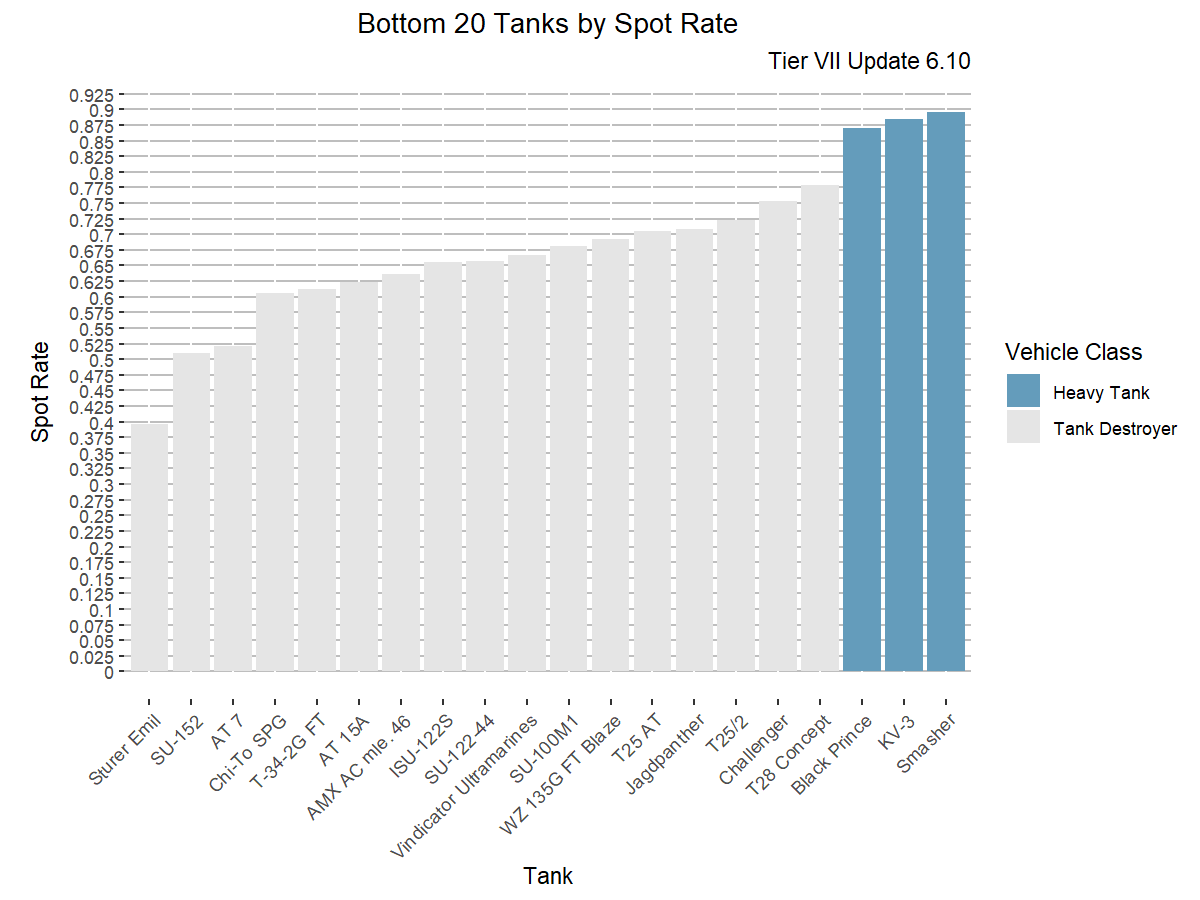 Bottom 20 Tanks by Spot Rate
Tier VII Update 6.10
0.925
0.9
0.875
0.85
0.825
0.8
0.775
0.75
0.725
0.7
0.675
0.65
0.625
0.6
0.575
0.55
0.525
0.5
0.475
0.45
0.425
0.4
0.375
0.35
0.325
0.3
0.275
0.25
0.225
0.2
0.175
0.15
0.125
0.1
0.075
0.05
0.025
0
Spot Rate
Sturer Emil
SU-152
AT 7
Chi-To SPG
T-34-2G FT
AT 15A
AMX AC mle. 46
ISU-122S
SU-122-44
Vindicator Ultramarines
SU-100M1
WZ 135G FT Blaze
T25 AT
Jagdpanther
T25/2
Challenger
T28 Concept
Black Prince
KV-3
Smasher
Tank
Vehicle Class
Heavy Tank
Tank Destroyer